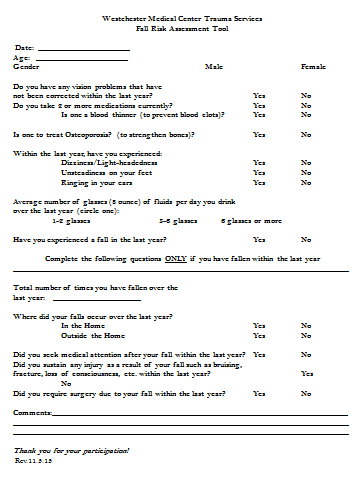 Westchester Medical Center Trauma Services
Fall Risk Assessment Tool
Date:
Age:
Gender Male Female
Do you have any vision problems that have
not been corrected within the last year? Yes No
Do you take 2 or more medications currently? Yes No
Is one a blood thinner (to prevent blood clots)? Yes No
Is one to treat Osteoporosis? (to strengthen bones)? Yes No
Within the last year, have you experienced:
Dizziness/Light-headedness Yes No
Unsteadiness on your feet Yes No
Ringing in your ears Yes No
Average number of glasses (8 ounce) of fluids per day you drink
over the last year (circle one):
1-2 glasses 3-5 glasses 6 glasses or more
Have you experienced a fall in the last year? Yes No
Complete the following questions ONLY if you have fallen within the last year
Total number of times you have fallen over the
last year:
Where did your falls occur over the last year?
In the Home Yes No
Outside the Home Yes No
Did you seek medical attention after your fall within the last year? Yes No
Did you sustain any injury as a result of your fall such as bruising,
fracture, loss of consciousness, etc. within the last year? Yes
No
Did you require surgery due to your fall within the last year? Yes No
Comments:
Thank you for your participation!
Rev.11.5.15